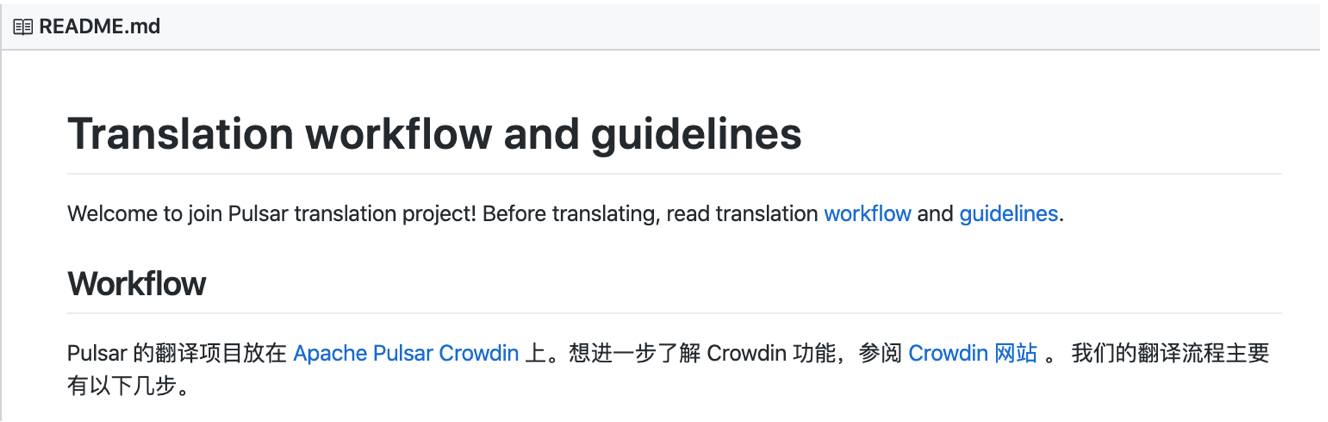 README.md
Translation workflow and guidelines
Welcome to join Pulsar translation project! Before translating, read translation workflow and guidelines.
Workflow
Pulsar 的翻译项目放在 Apache Pulsar Crowdin 上。想进一步了解 Crowdin 功能，参阅 Crowdin 网站 。 我们的翻译流程主要
有以下几步。